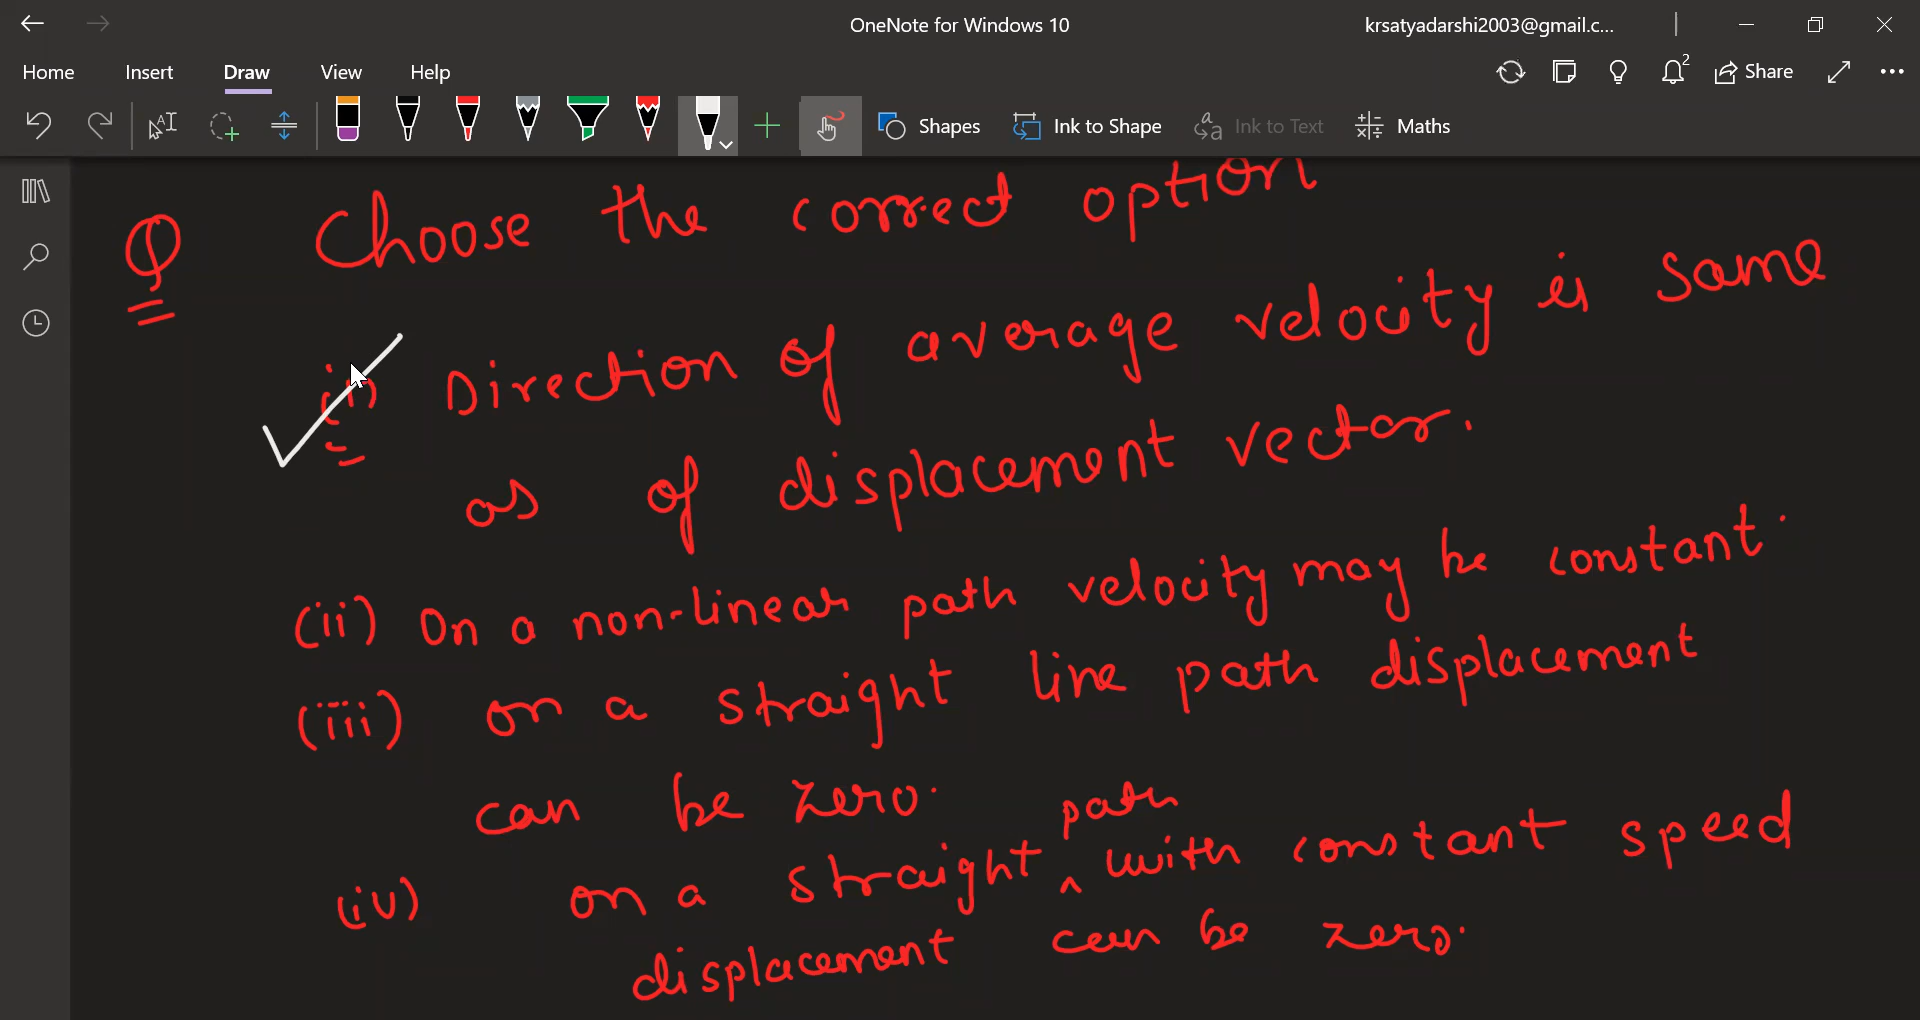 OneNote for Windows 10
krsatyadarshi2003@gmail.c...
Home Insert Draw View Help
2 Share
Shapes Ink to Shape Ink to Text Maths
Q Choose the correct option
(i) Direction of average velocity is same
as of displacement vector.
(ii) On a non-linear path velocity may be constant.
(iii) on a straight line path displacement
can be zero.
(iv) on a straight path with constant speed
displacement can be zero.